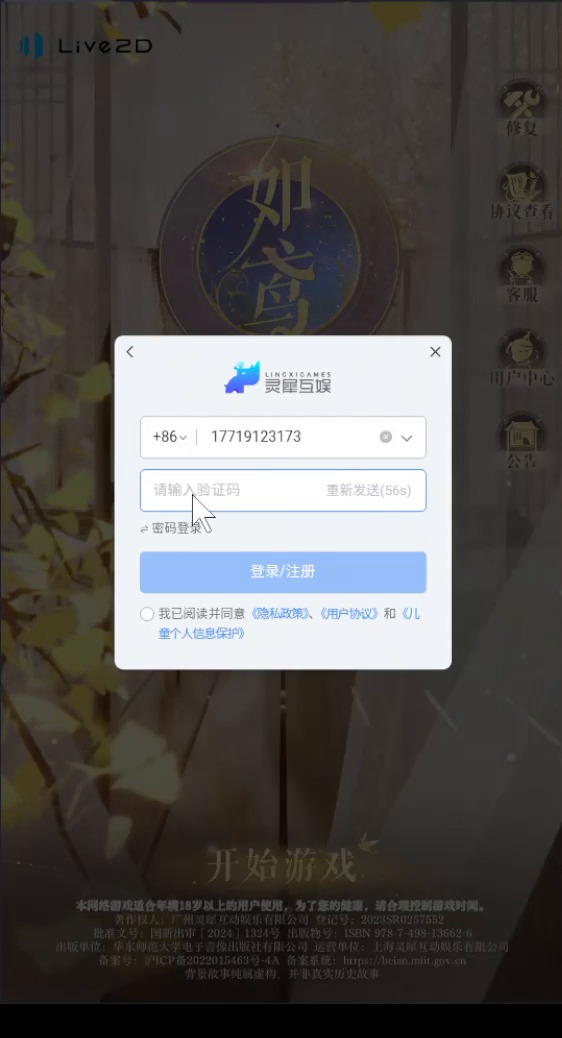 Live2D
修复
如鸢
协议查看
客服
用户中心
公告
LINGXIGAMES
灵犀互娱
+86 17719123173
请输入验证码 重新发送(56s)
密码登录
登录/注册
我已阅读并同意《隐私政策》、《用户协议》和《儿
童个人信息保护》
开始游戏
本网络游戏适合年满18岁以上的用户使用，为了您的健康，请合理控制游戏时间。
著作权人：广州灵犀互动娱乐有限公司 登记号：2023SR0257552
批准文号：国新出审［2024］1324号 出版物号：ISBN 978-7-498-13662-6
出版单位：华东师范大学电子音像出版社有限公司 运营单位：上海灵犀互动娱乐有限公司
备案号：沪ICP备2022015463号-4A 备案系统：https://beian.miit.gov.cn
背景故事纯属虚构，并非真实历史故事